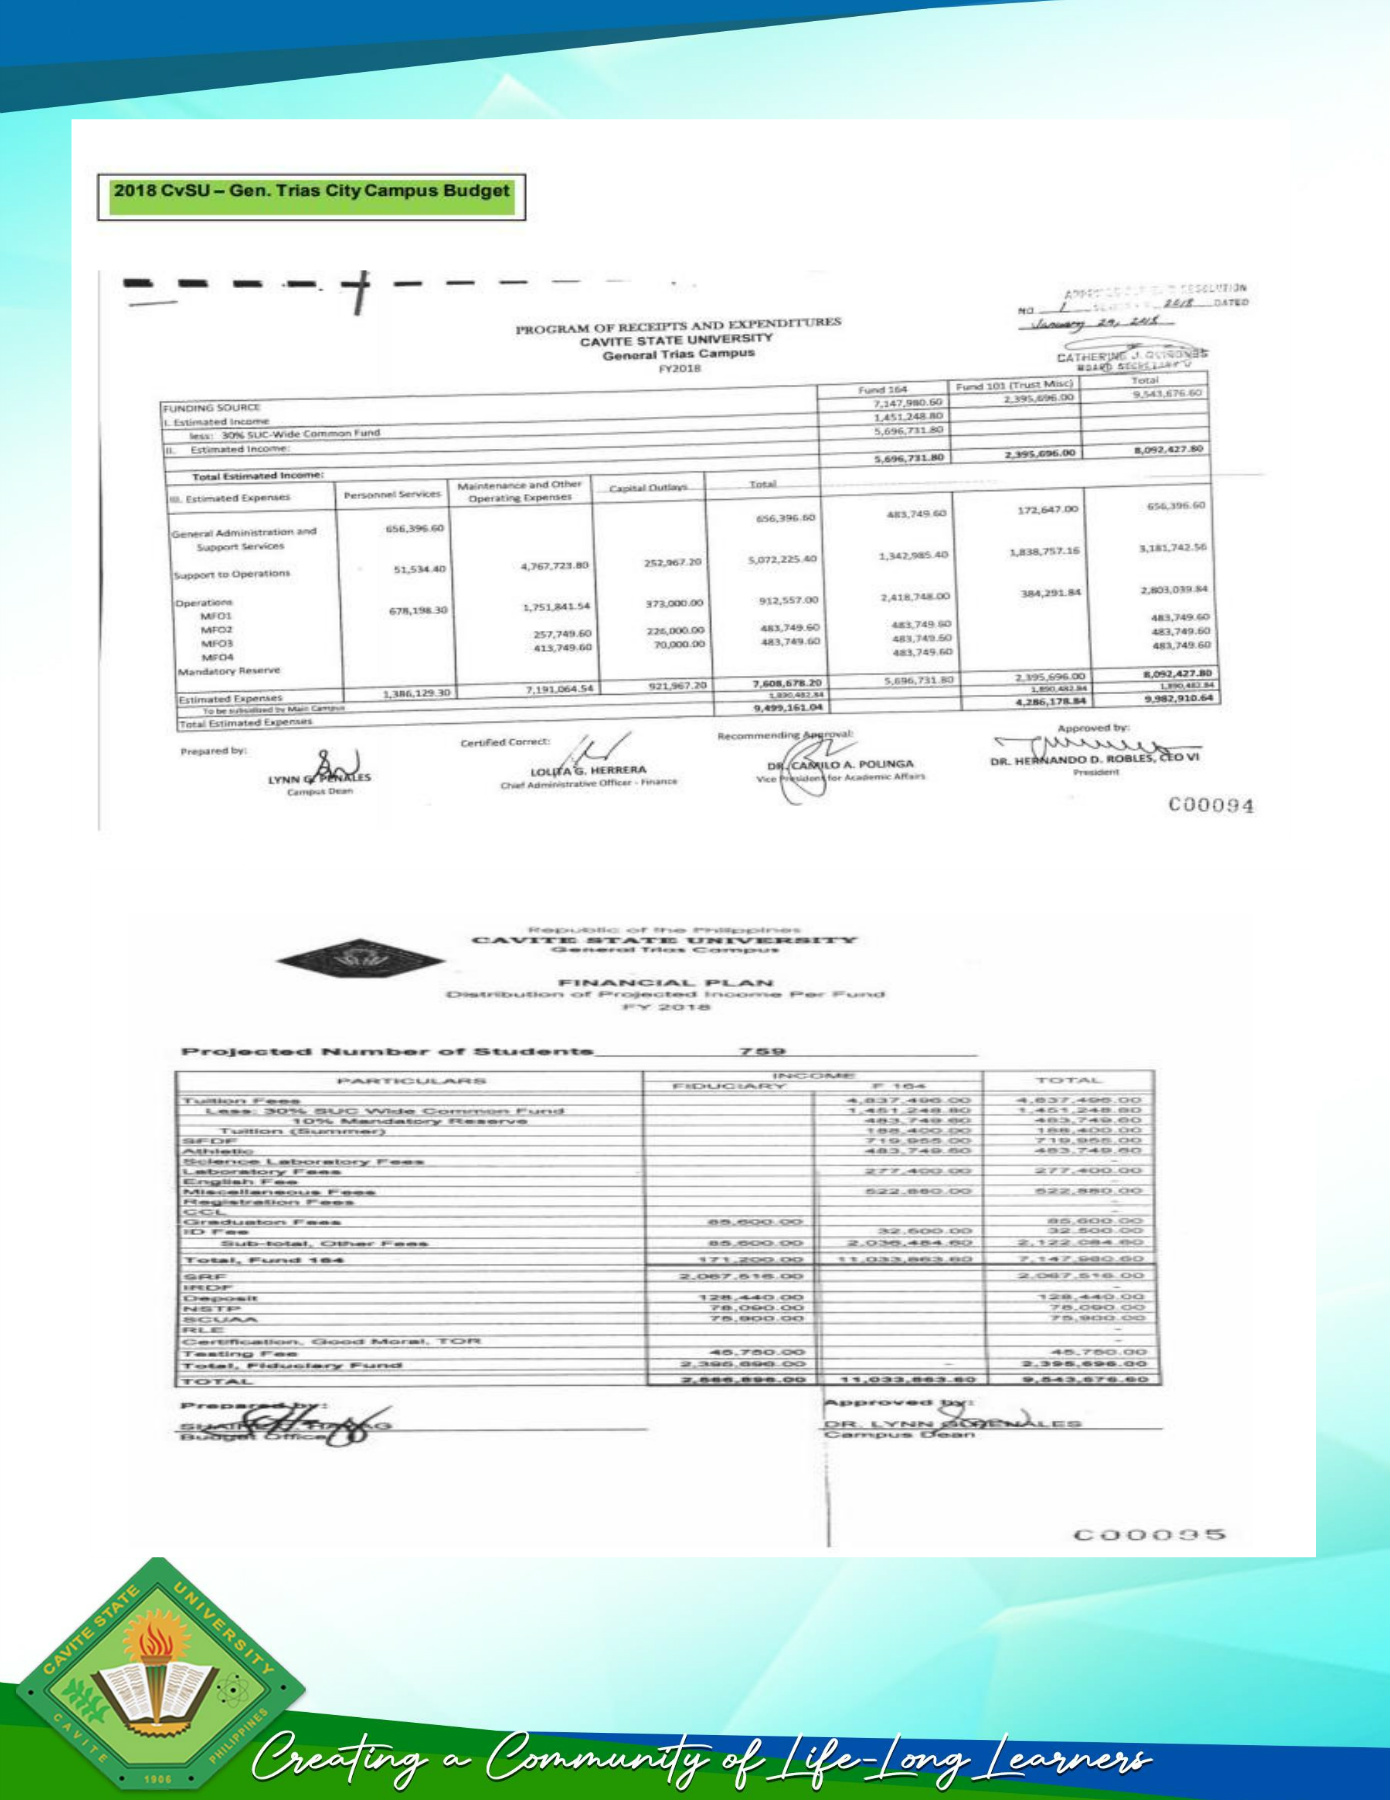 2018 CvSU – Gen. Trias City Campus Budget
RESOLUTION
NO. 1 2018 DATED
January 29, 2018
CATHERINE J. QUIÑONES
BOARD SECRETARY V
PROGRAM OF RECEIPTS AND EXPENDITURES
CAVITE STATE UNIVERSITY
General Trias Campus
FY2018
Fund 164 Fund 101 (Trust Misc) Total
FUNDING SOURCE
I. Estimated Income 7,147,980.60 2,395,696.00 9,543,676.60
less: 30% SUC-Wide Common Fund 1,451,248.80
II. Estimated Income: 5,696,731.80
Total Estimated Income: 5,696,731.80 2,395,696.00 8,092,427.80
III. Estimated Expenses Personnel Services Maintenance and Other Operating Expenses Capital Outlays Total
General Administration and Support Services 656,396.60 656,396.60 483,749.60 172,647.00 656,396.60
Support to Operations 51,534.40 4,767,723.80 252,967.20 5,072,225.40 1,342,985.40 1,838,757.16 3,181,742.56
Operations
MFO1 678,198.30 1,751,841.54 373,000.00 912,557.00 2,418,748.00 384,291.84 2,803,039.84
MFO2 257,749.60 226,000.00 483,749.60 483,749.60 483,749.60
MFO3 413,749.60 70,000.00 483,749.60 483,749.60 483,749.60
MFO4 483,749.60 483,749.60
Mandatory Reserve
Estimated Expenses 1,386,129.30 7,191,064.54 921,967.20 7,608,678.20 5,696,731.80 2,395,696.00 8,092,427.80
To be subsidized by Main Campus 1,890,482.84 1,890,482.84 1,890,482.84
Total Estimated Expenses 9,499,161.04 4,286,178.84 9,982,910.64
Prepared by: Certified Correct: Recommending Approval: Approved by:
LYNN G. PENALES LOLITA G. HERRERA DR. CAMILO A. POLINGA DR. HERNANDO D. ROBLES, CEO VI
Campus Dean Chief Administrative Officer - Finance Vice President for Academic Affairs President
C00094
Republic of the Philippines
CAVITE STATE UNIVERSITY
General Trias Campus
FINANCIAL PLAN
Distribution of Projected Income Per Fund
FY 2018
Projected Number of Students 759
PARTICULARS INCOME TOTAL
FIDUCIARY F 164
Tuition Fees 4,837,496.00 4,837,496.00
Less: 30% SUC Wide Common Fund 1,451,248.80 1,451,248.80
10% Mandatory Reserve 483,749.60 483,749.60
Tuition (Summer) 188,400.00 188,400.00
SFDF 719,955.00 719,955.00
Athletic 483,749.60 483,749.60
Science Laboratory Fees
Laboratory Fees 277,400.00 277,400.00
English Fee -
Miscellaneous Fees 522,880.00 522,880.00
Registration Fees -
CCL -
Graduaton Fees 85,600.00 85,600.00
ID Fee 32,500.00 32,500.00
Sub-total, Other Fees 85,600.00 2,036,484.60 2,122,084.60
Total, Fund 164 171,200.00 11,033,863.60 7,147,980.60
SRF 2,067,516.00 2,067,516.00
IRDF -
Deposit 128,440.00 128,440.00
NSTP 78,090.00 78,090.00
SCUAA 75,900.00 75,900.00
RLE -
Certification, Good Moral, TOR -
Testing Fee 45,750.00 45,750.00
Total, Fiduciary Fund 2,395,696.00 - 2,395,696.00
TOTAL 2,566,896.00 11,033,863.60 9,543,676.60
Prepared by: Approved by:
DR. LYNN G. PENALES
Budget Office Campus Dean
C00095
CAVITE STATE UNIVERSITY
CAVITE PHILIPPINES
1906
Creating a Community of Life-Long Learners